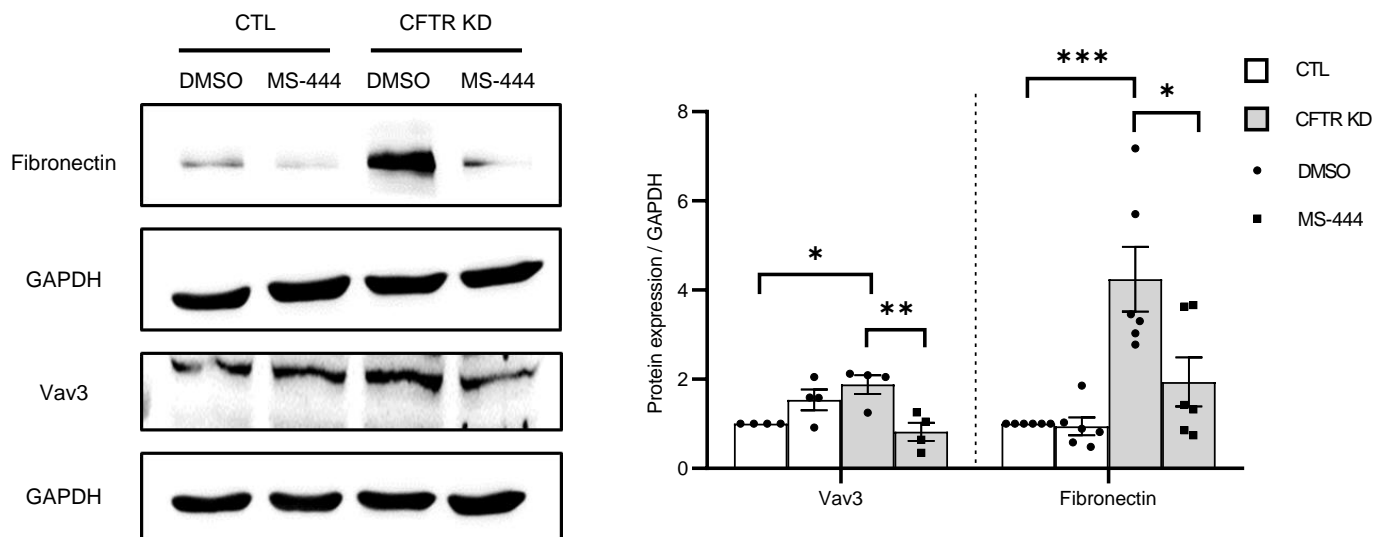 CTL CFTR KD
DMSO MS-444 DMSO MS-444
Fibronectin
GAPDH
Vav3
GAPDH
Protein expression / GAPDH
8
6
4
2
0
*
**
***
*
Vav3 Fibronectin
CTL
CFTR KD
DMSO
MS-444